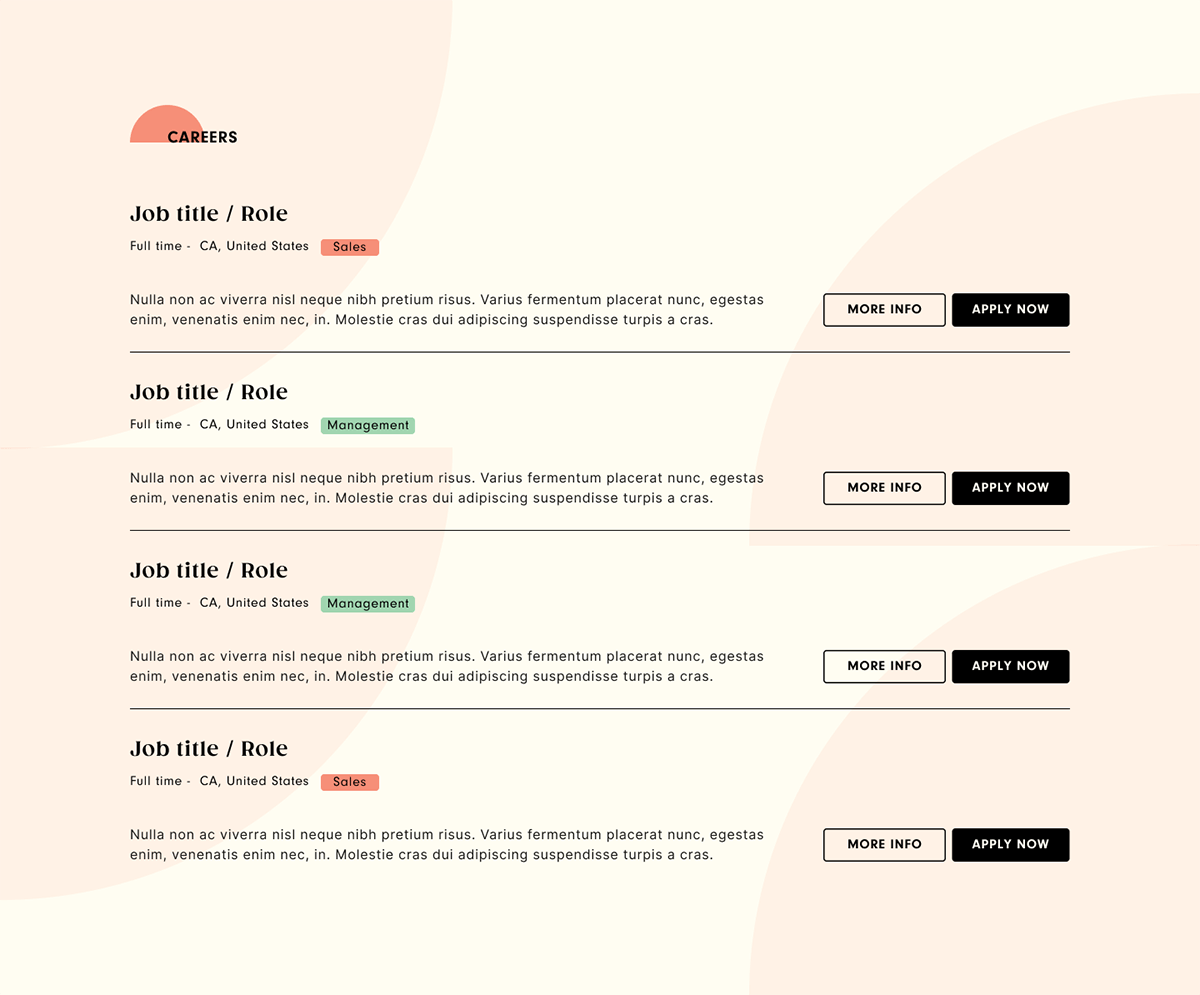 CAREERS
Job title / Role
Full time -  CA, United States
Sales
Nulla non ac viverra nisl neque nibh pretium risus. Varius fermentum placerat nunc, egestas
enim, venenatis enim nec, in. Molestie cras dui adipiscing suspendisse turpis a cras.
MORE INFO
APPLY NOW
Job title / Role
Full time -  CA, United States
Management
Nulla non ac viverra nisl neque nibh pretium risus. Varius fermentum placerat nunc, egestas
enim, venenatis enim nec, in. Molestie cras dui adipiscing suspendisse turpis a cras.
MORE INFO
APPLY NOW
Job title / Role
Full time -  CA, United States
Management
Nulla non ac viverra nisl neque nibh pretium risus. Varius fermentum placerat nunc, egestas
enim, venenatis enim nec, in. Molestie cras dui adipiscing suspendisse turpis a cras.
MORE INFO
APPLY NOW
Job title / Role
Full time -  CA, United States
Sales
Nulla non ac viverra nisl neque nibh pretium risus. Varius fermentum placerat nunc, egestas
enim, venenatis enim nec, in. Molestie cras dui adipiscing suspendisse turpis a cras.
MORE INFO
APPLY NOW